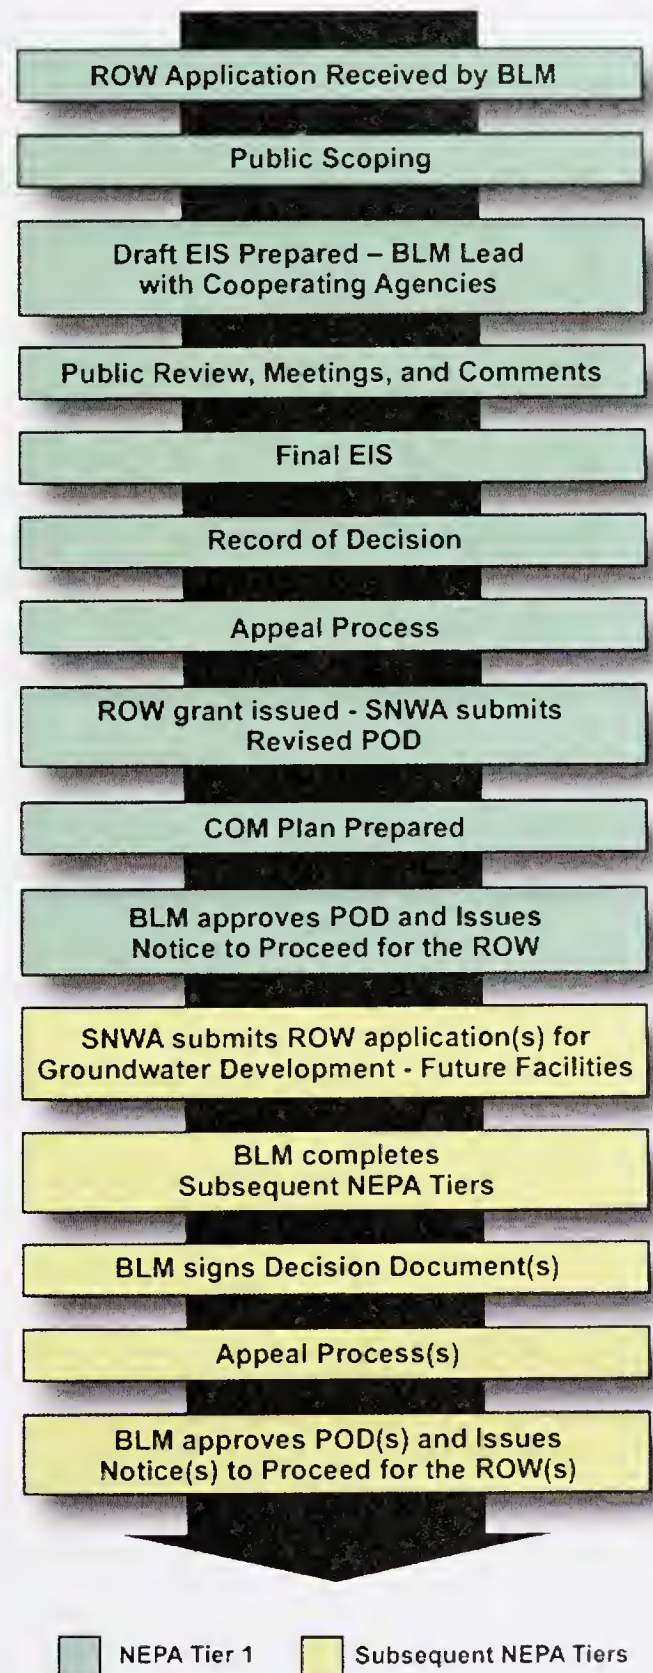 ROW Application Received by BLM
Public Scoping
Draft EIS Prepared – BLM Lead
with Cooperating Agencies
Public Review, Meetings, and Comments
Final EIS
Record of Decision
Appeal Process
ROW grant issued - SNWA submits
Revised POD
COM Plan Prepared
BLM approves POD and Issues
Notice to Proceed for the ROW
SNWA submits ROW application(s) for
Groundwater Development - Future Facilities
BLM completes
Subsequent NEPA Tiers
BLM signs Decision Document(s)
Appeal Process(s)
BLM approves POD(s) and Issues
Notice(s) to Proceed for the ROW(s)
NEPA Tier 1
Subsequent NEPA Tiers